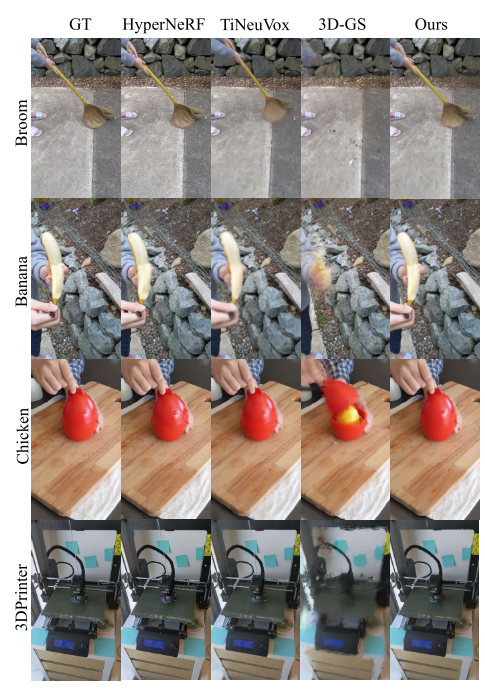 GT HyperNeRF TiNeuVox 3D-GS Ours
Broom
Banana
Chicken
3DPrinter